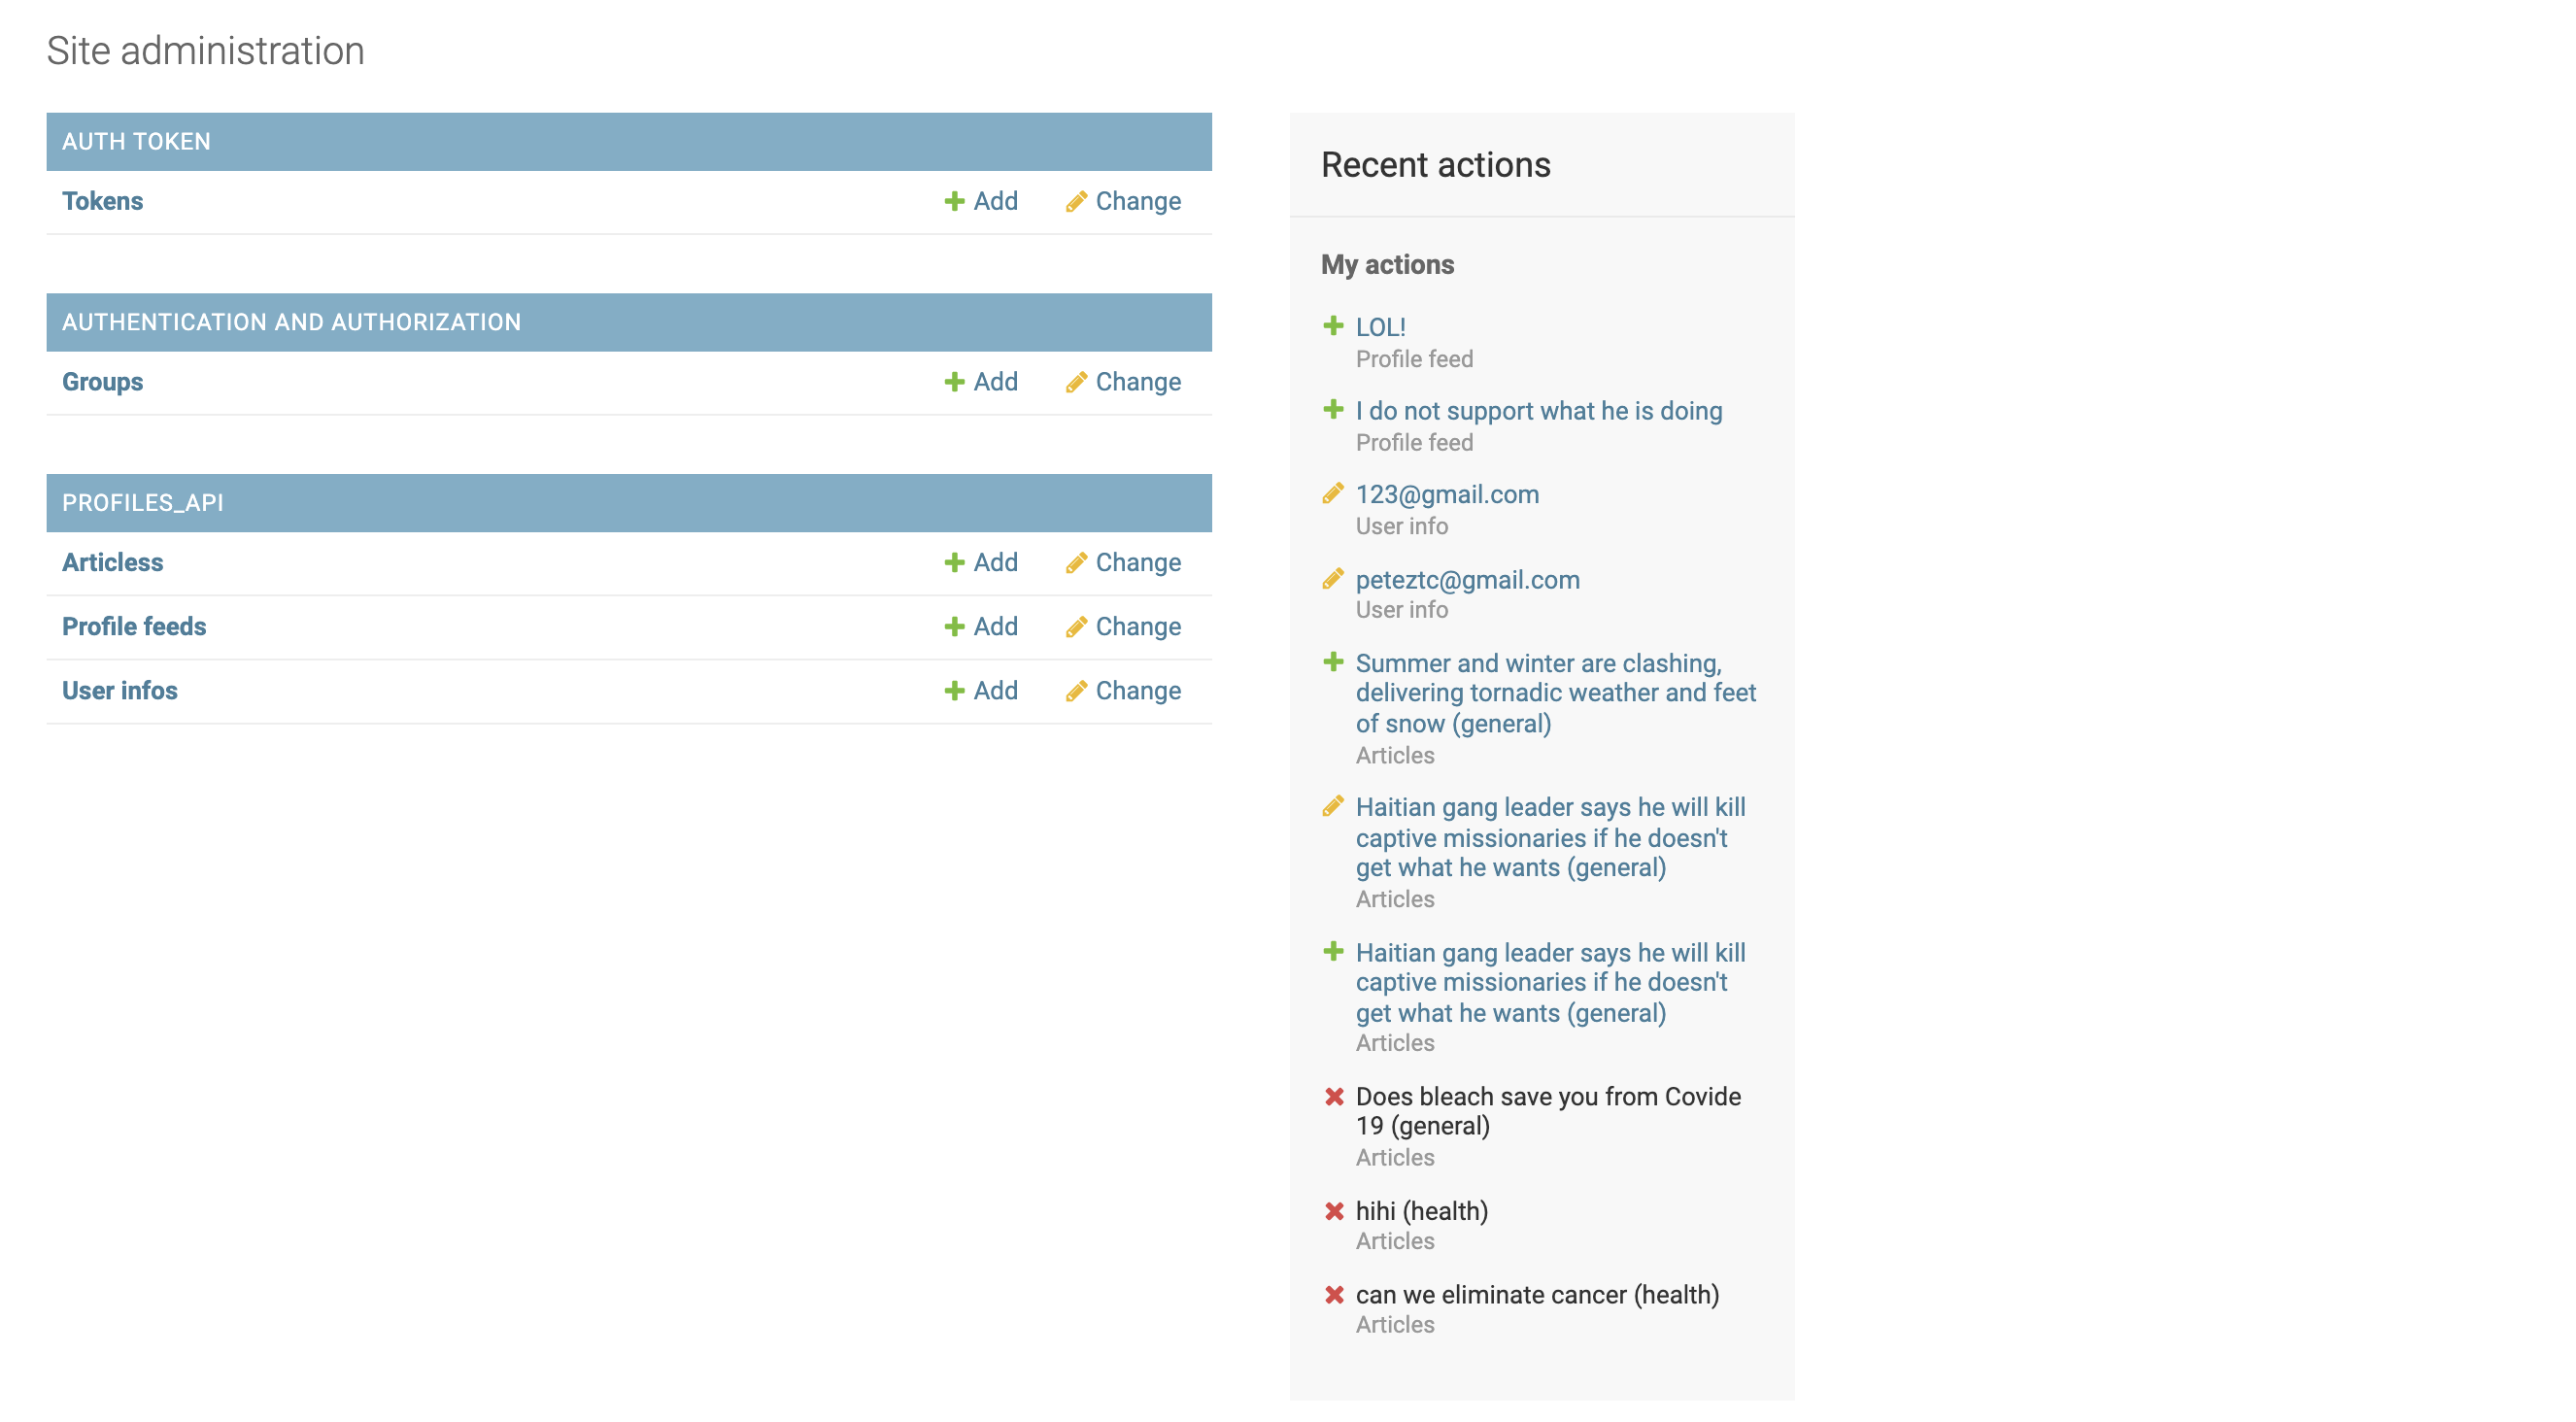 Site administration
AUTH TOKEN
Tokens Add Change
AUTHENTICATION AND AUTHORIZATION
Groups Add Change
PROFILES_API
Articless Add Change
Profile feeds Add Change
User infos Add Change
Recent actions
My actions
LOL!
Profile feed
I do not support what he is doing
Profile feed
123@gmail.com
User info
peteztc@gmail.com
User info
Summer and winter are clashing,
delivering tornadic weather and feet
of snow (general)
Articles
Haitian gang leader says he will kill
captive missionaries if he doesn't
get what he wants (general)
Articles
Haitian gang leader says he will kill
captive missionaries if he doesn't
get what he wants (general)
Articles
Does bleach save you from Covide
19 (general)
Articles
hihi (health)
Articles
can we eliminate cancer (health)
Articles